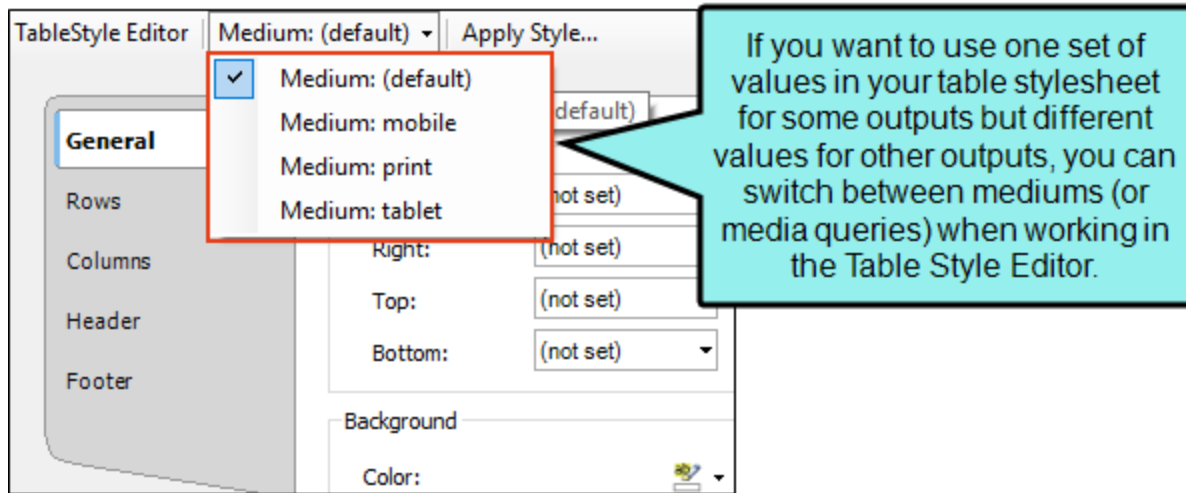 TableStyle Editor Medium: (default) Apply Style...
Medium: (default)
Medium: mobile
Medium: print
Medium: tablet
default)
General
Rows
Columns
Header
Footer
not set)
Right: (not set)
Top: (not set)
Bottom: (not set)
Background
Color:
If you want to use one set of
values in your table stylesheet
for some outputs but different
values for other outputs, you can
switch between mediums (or
media queries) when working in
the Table Style Editor.